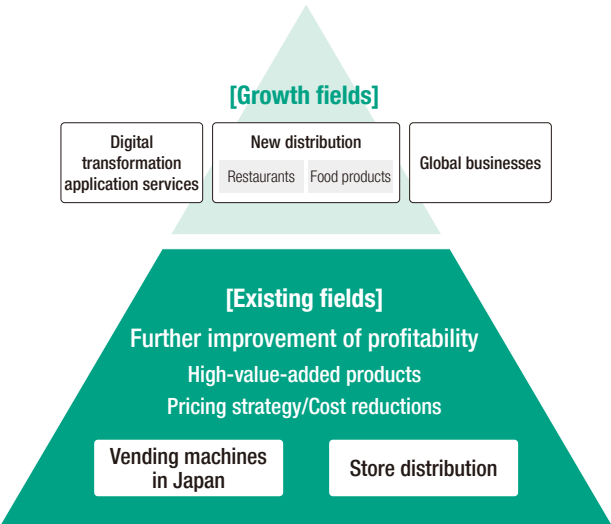 [Growth fields]
Digital
transformation
application services
New distribution
Restaurants
Food products
Global businesses
[Existing fields]
Further improvement of profitability
High-value-added products
Pricing strategy/Cost reductions
Vending machines
in Japan
Store distribution